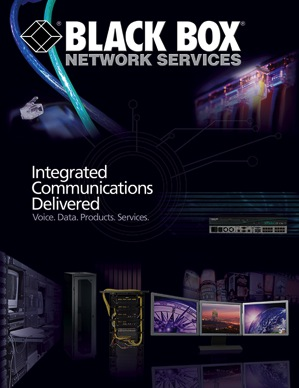 BLACK BOX®
NETWORK SERVICES
Integrated
Communications
Delivered
Voice. Data. Products. Services.